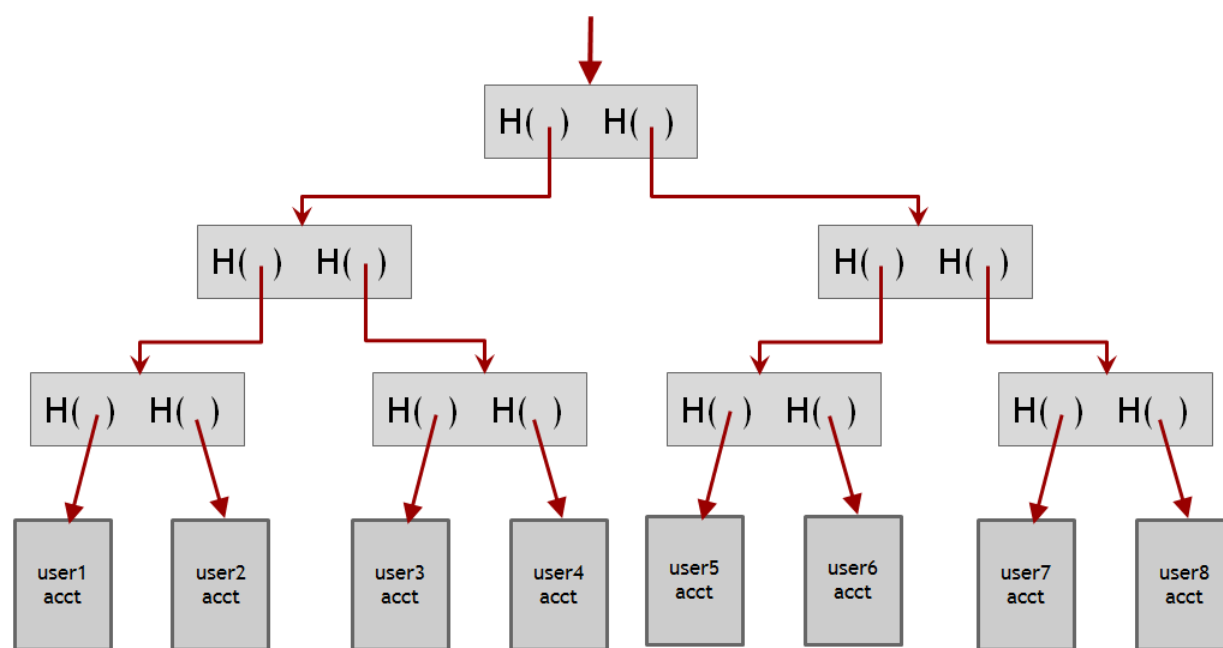 H( ) H( )
H( ) H( )
H( ) H( )
H( ) H( )
H( ) H( )
H( ) H( )
H( ) H( )
user1
acct
user2
acct
user3
acct
user4
acct
user5
acct
user6
acct
user7
acct
user8
acct